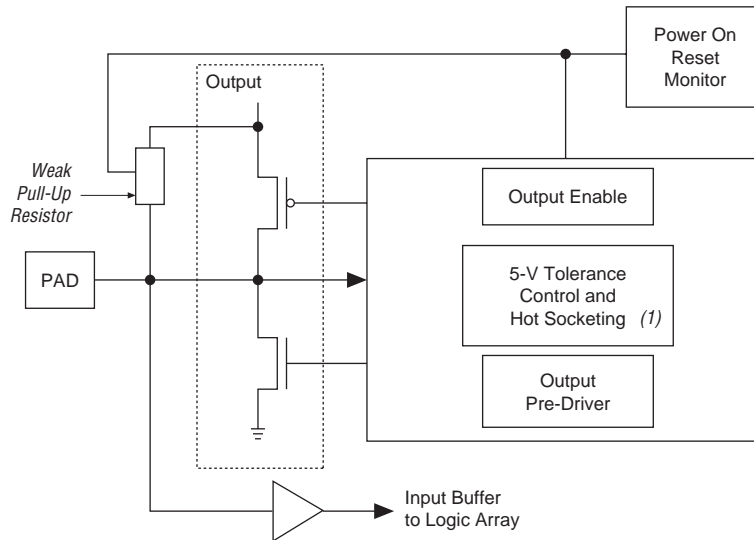 Power On
Reset
Monitor
Output
Weak
Pull-Up
Resistor
Output Enable
PAD
5-V Tolerance
Control and
Hot Socketing (1)
Output
Pre-Driver
Input Buffer
to Logic Array